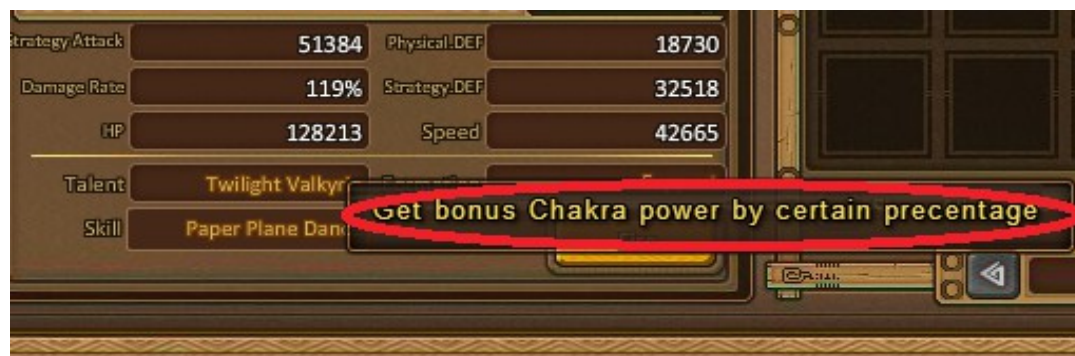 Strategy Attack 51384 Physical.DEF 18730
Damage Rate 119% Strategy.DEF 32518
HP 128213 Speed 42665
Talent Twilight Valkyri
Get bonus Chakra power by certain precentage
Skill Paper Plane Danc